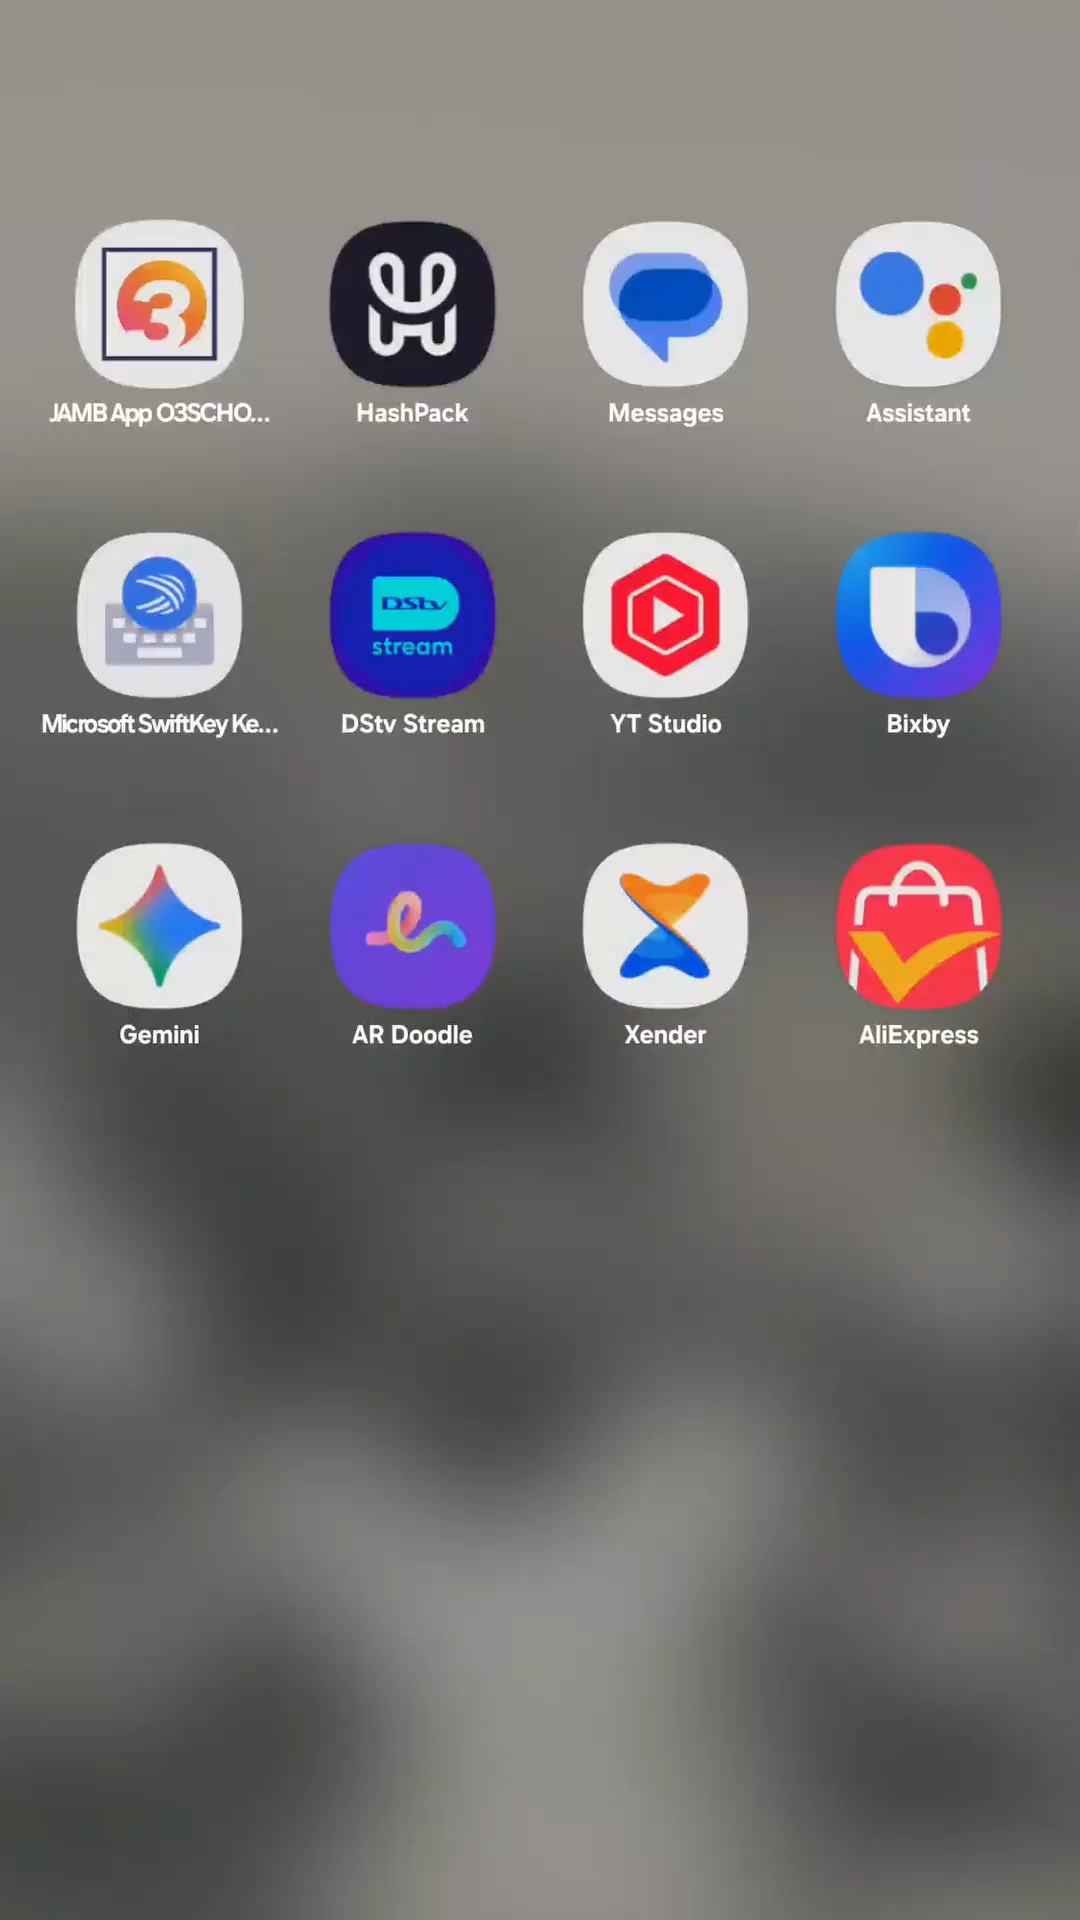 3
JAMB App O3SCHO...
HashPack
Messages
Assistant
DStv
stream
Microsoft SwiftKey Ke...
DStv Stream
YT Studio
Bixby
Gemini
AR Doodle
Xender
AliExpress